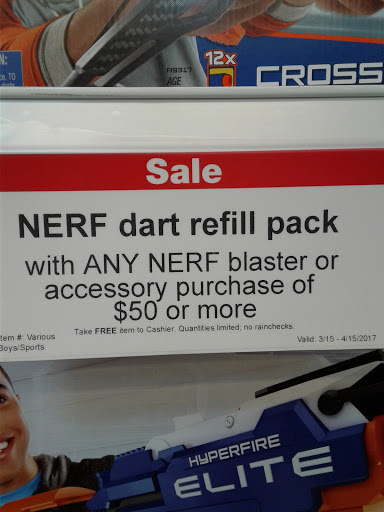 N:
12x
A9317
AGE
CROSS
Sale
NERF dart refill pack
with ANY NERF blaster or
accessory purchase of
$50 or more
Take FREE item to Cashier. Quantities limited; no rainchecks.
tem #: Various
Boys/Sports
Valid: 3/15 - 4/15/2017
HYPERFIRE
ELITE